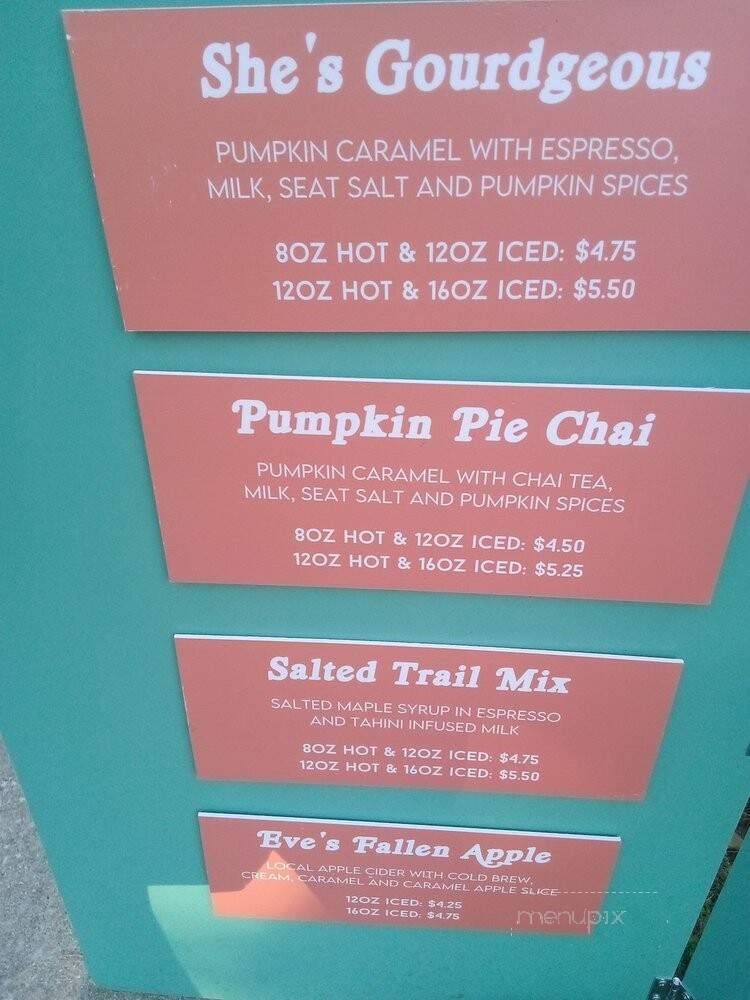 She's Gourdgeous
PUMPKIN CARAMEL WITH ESPRESSO,
MILK, SEAT SALT AND PUMPKIN SPICES
8OZ HOT & 12OZ ICED: $4.75
12OZ HOT & 16OZ ICED: $5.50
Pumpkin Pie Chai
PUMPKIN CARAMEL WITH CHAI TEA,
MILK, SEAT SALT AND PUMPKIN SPICES
8OZ HOT & 12OZ ICED: $4.50
12OZ HOT & 16OZ ICED: $5.25
Salted Trail Mix
SALTED MAPLE SYRUP IN ESPRESSO
AND TAHINI INFUSED MILK
8OZ HOT & 12OZ ICED: $4.75
12OZ HOT & 16OZ ICED: $5.50
Eve's Fallen Apple
LOCAL APPLE CIDER WITH COLD BREW,
CREAM, CARAMEL AND CARAMEL APPLE SLICE
12OZ ICED: $4.25
16OZ ICED: $4.75
menupix